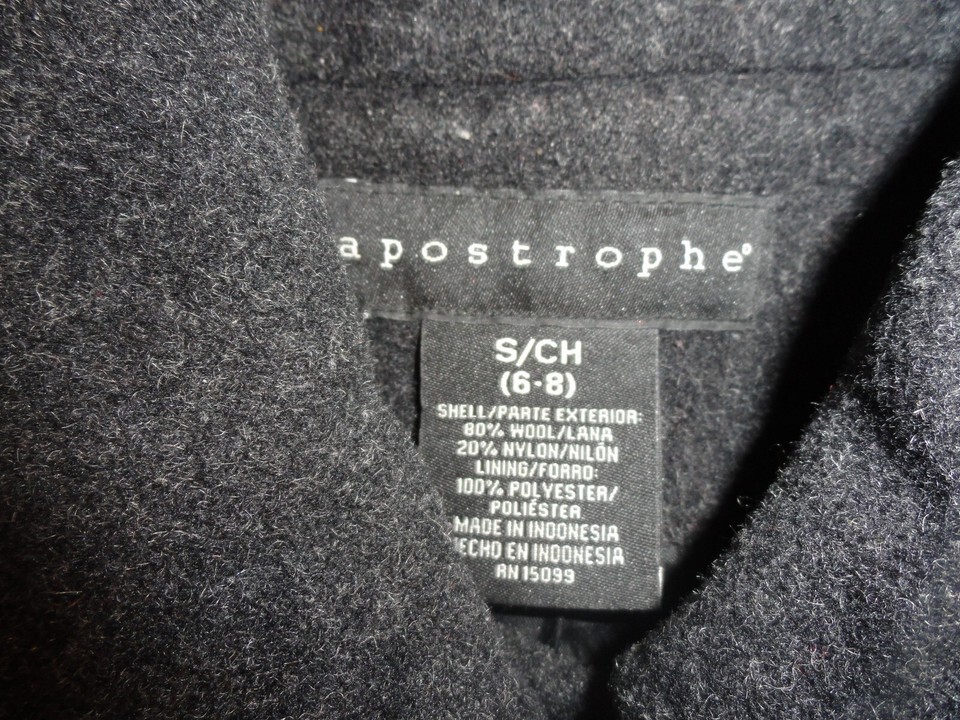 apostrophe®
S/CH
(6-8)
SHELL/PARTE EXTERIOR:
80% WOOL/LANA
20% NYLON/NILÓN
LINING/FORRO:
100% POLYESTER/
POLIÉSTER
MADE IN INDONESIA
ECHO EN INDONESIA
RN 15099